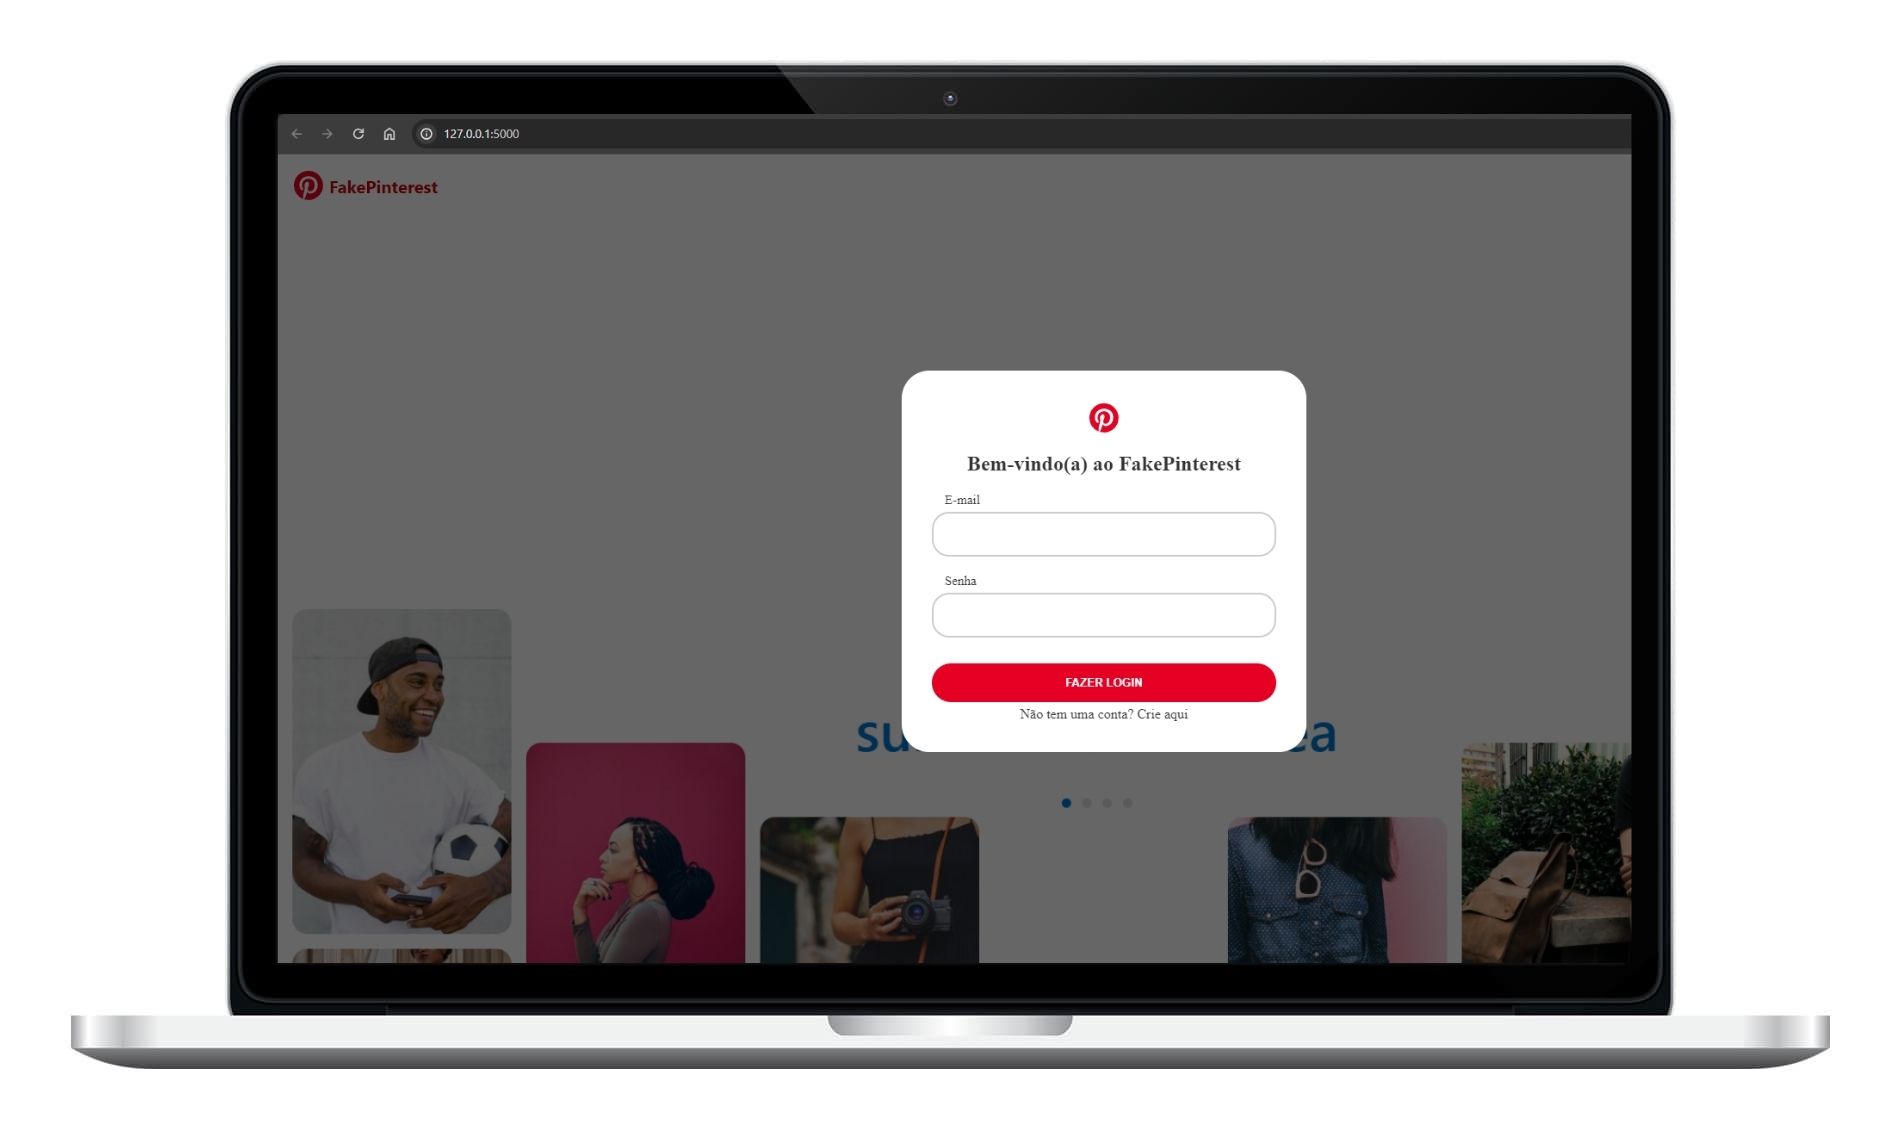 127.0.0.1:5000
FakePinterest
Bem-vindo(a) ao FakePinterest
E-mail
Senha
FAZER LOGIN
Não tem uma conta? Crie aqui
su
ea